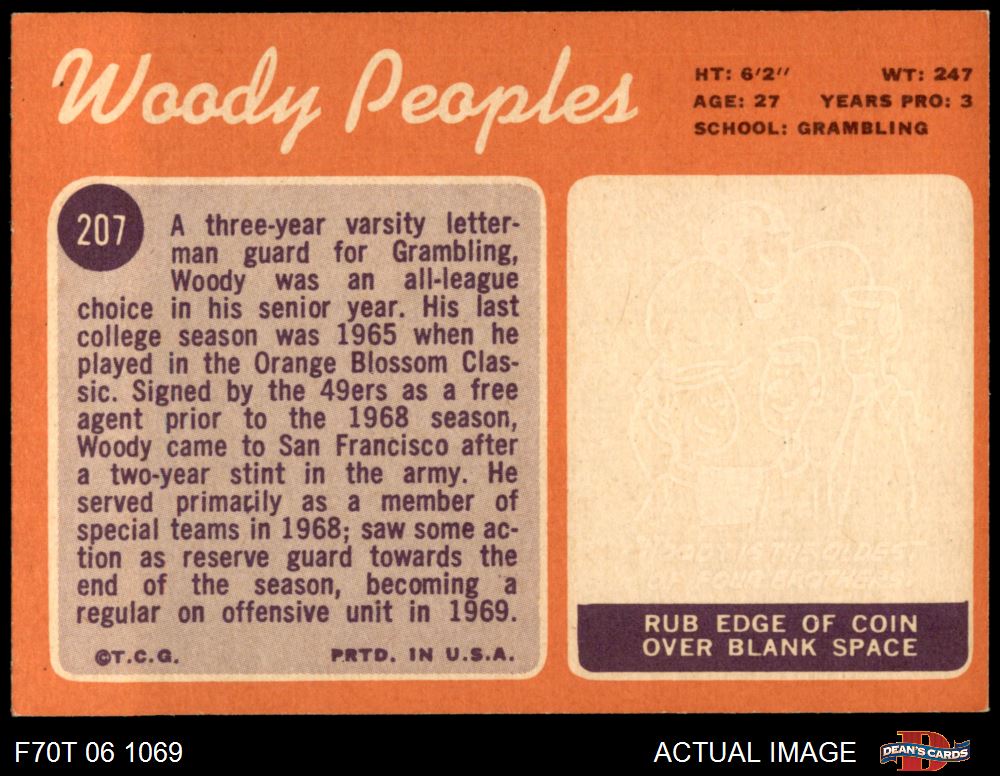 Woody Peoples
HT: 6'2" WT: 247
AGE: 27 YEARS PRO: 3
SCHOOL: GRAMBLING
207
A three-year varsity letter-
man guard for Grambling,
Woody was an all-league
choice in his senior year. His last
college season was 1965 when he
played in the Orange Blossom Clas-
sic. Signed by the 49ers as a free
agent prior to the 1968 season,
Woody came to San Francisco after
a two-year stint in the army. He
served primarily as a member of
special teams in 1968; saw some ac-
tion as reserve guard towards the
end of the season, becoming a
regular on offensive unit in 1969.
©T.C.G. PRTD. IN U.S.A.
WOODY IS THE OLDEST
OF BROTHERS
RUB EDGE OF COIN
OVER BLANK SPACE
F70T 06 1069
ACTUAL IMAGE
D
DEAN'S CARDS